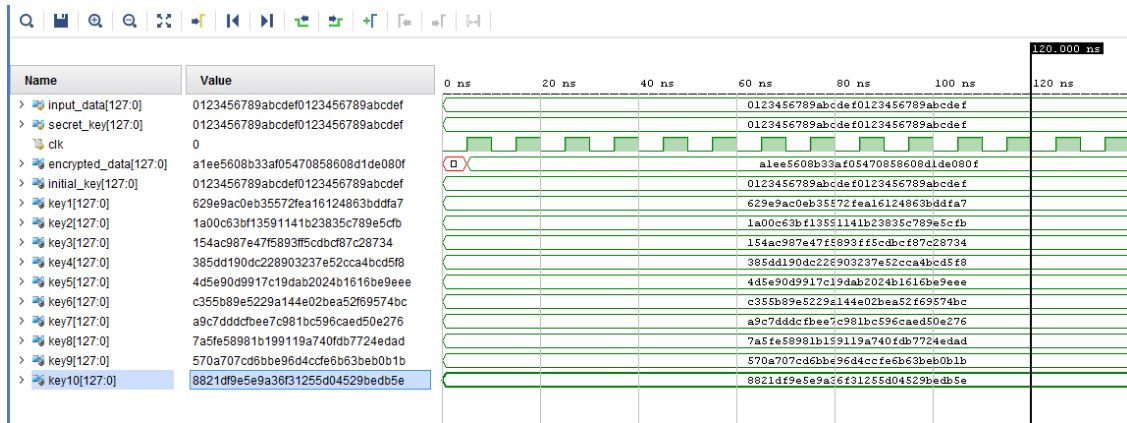 120.000 ns
Name Value 0 ns 20 ns 40 ns 60 ns 80 ns 100 ns 120 ns
input_data[127:0] 0123456789abcdef0123456789abcdef 0123456789abcdef0123456789abcdef
secret_key[127:0] 0123456789abcdef0123456789abcdef 0123456789abcdef0123456789abcdef
clk 0
encrypted_data[127:0] a1ee5608b33af05470858608d1de080f a1ee5608b33af05470858608d1de080f
initial_key[127:0] 0123456789abcdef0123456789abcdef 0123456789abcdef0123456789abcdef
key1[127:0] 629e9ac0eb35572fea16124863bddfa7 629e9ac0eb35572fea16124863bddfa7
key2[127:0] 1a00c63bf13591141b23835c789e5cfb 1a00c63bf13591141b23835c789e5cfb
key3[127:0] 154ac987e47f5893ff5cdbcf87c28734 154ac987e47f5893ff5cdbcf87c28734
key4[127:0] 385dd190dc228903237e52cca4bcd5f8 385dd190dc228903237e52cca4bcd5f8
key5[127:0] 4d5e90d9917c19dab2024b1616be9eee 4d5e90d9917c19dab2024b1616be9eee
key6[127:0] c355b89e5229a144e02bea52f69574bc c355b89e5229a144e02bea52f69574bc
key7[127:0] a9c7dddcfbee7c981bc596caed50e276 a9c7dddcfbee7c981bc596caed50e276
key8[127:0] 7a5fe58981b199119a740fdb7724edad 7a5fe58981b199119a740fdb7724edad
key9[127:0] 570a707cd6bbe96d4ccfe6b63beb0b1b 570a707cd6bbe96d4ccfe6b63beb0b1b
key10[127:0] 8821df9e5e9a36f31255d04529bedb5e 8821df9e5e9a36f31255d04529bedb5e